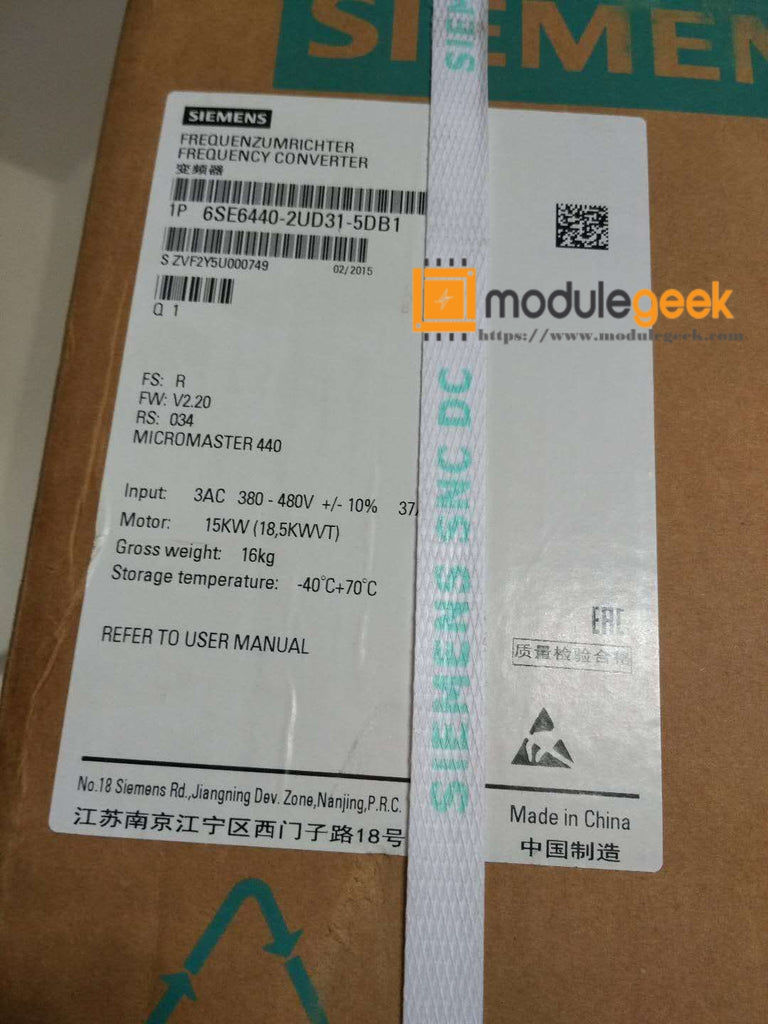 SIEMEN
SIEM
SIEMENS
FREQUENZUMRICHTER
FREQUENCY CONVERTER
变频器
1P 6SE6440-2UD31-5DB1
S ZVF2Y5U000749 02/2015
Q 1
modulegeek
https://www.modulegeek.com
FS: R
FW: V2.20
RS: 034
MICROMASTER 440
Input: 3AC 380 - 480V +/- 10% 37
Motor: 15KW (18,5KWVT)
Gross weight: 16kg
Storage temperature: -40°C+70°C
REFER TO USER MANUAL
EAC
质量检验合格
SIEMENS SNC DC
No.18 Siemens Rd.,Jiangning Dev. Zone,Nanjing,P.R.C.
江苏南京江宁区西门子路18号
Made in China
中国制造